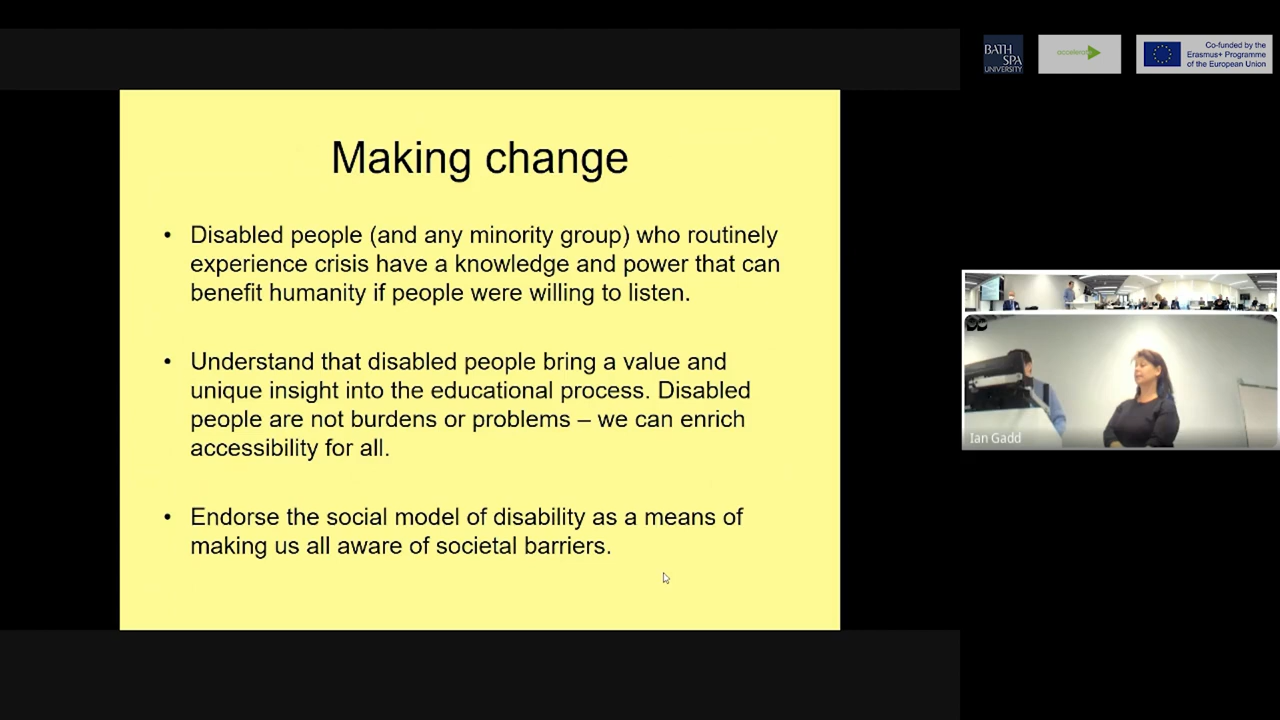 Making change
• Disabled people (and any minority group) who routinely
experience crisis have a knowledge and power that can
benefit humanity if people were willing to listen.
• Understand that disabled people bring a value and
unique insight into the educational process. Disabled
people are not burdens or problems – we can enrich
accessibility for all.
• Endorse the social model of disability as a means of
making us all aware of societal barriers.
BATH
SPA
UNIVERSITY
accelerate
Co-funded by the
Erasmus+ Programme
of the European Union
Ian Gadd